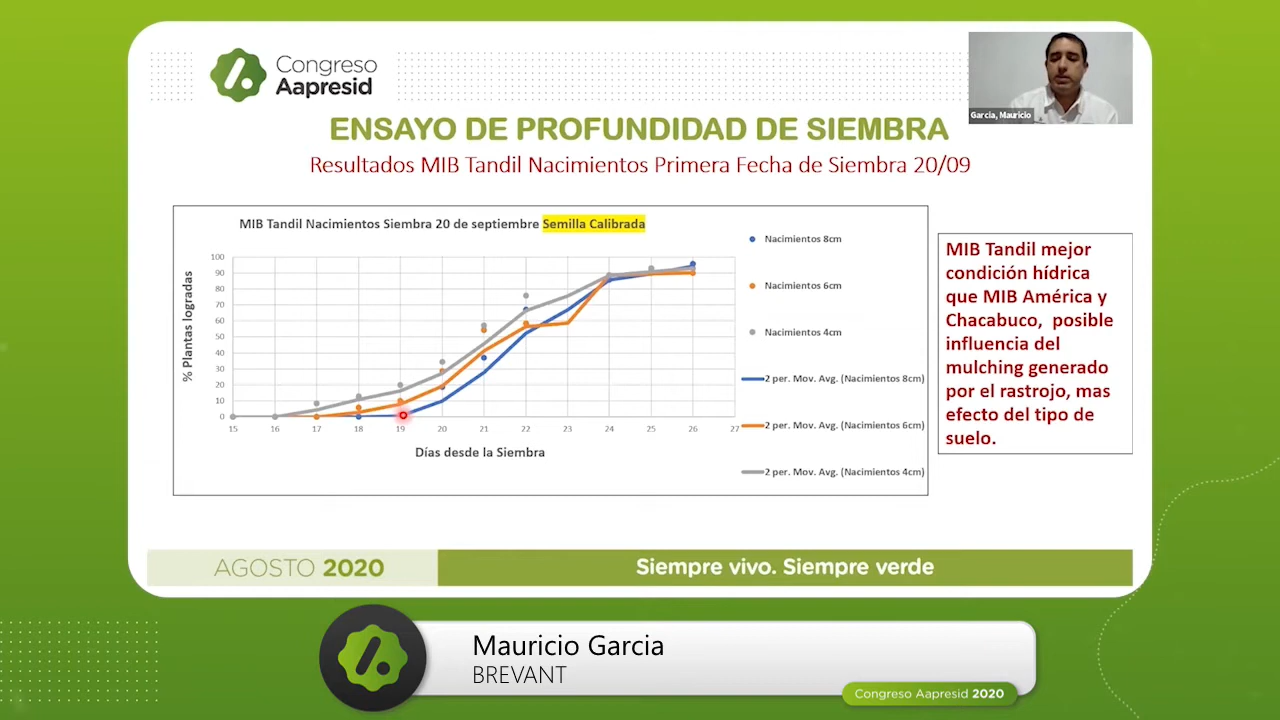 Congreso
Aapresid
Garcia, Mauricio
ENSAYO DE PROFUNDIDAD DE SIEMBRA
Resultados MIB Tandil Nacimientos Primera Fecha de Siembra 20/09
MIB Tandil Nacimientos Siembra 20 de septiembre Semilla Calibrada
% Plantas logradas
100
90
80
70
60
50
40
30
20
10
0
15 16 17 18 19 20 21 22 23 24 25 26 27
Días desde la Siembra
Nacimientos 8cm
Nacimientos 6cm
Nacimientos 4cm
2 per. Mov. Avg. (Nacimientos 8cm)
2 per. Mov. Avg. (Nacimientos 6cm)
2 per. Mov. Avg. (Nacimientos 4cm)
MIB Tandil mejor
condición hídrica
que MIB América y
Chacabuco, posible
influencia del
mulching generado
por el rastrojo, mas
efecto del tipo de
suelo.
AGOSTO 2020
Siempre vivo. Siempre verde
Mauricio Garcia
BREVANT
Congreso Aapresid 2020